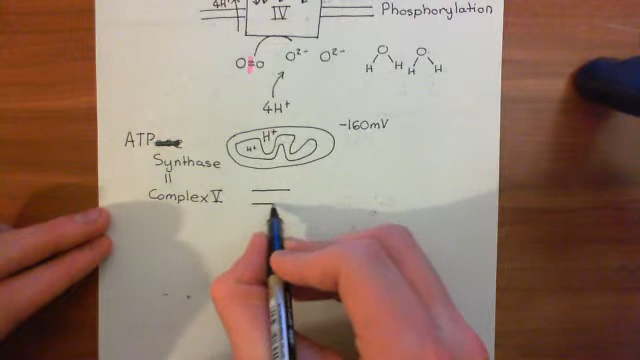 4H⁺
IV
Phosphorylation
O=O O²⁻ O²⁻
O O
H H H H
4H⁺
-160mV
H⁺
H⁺
ATP
Synthase
=
Complex V